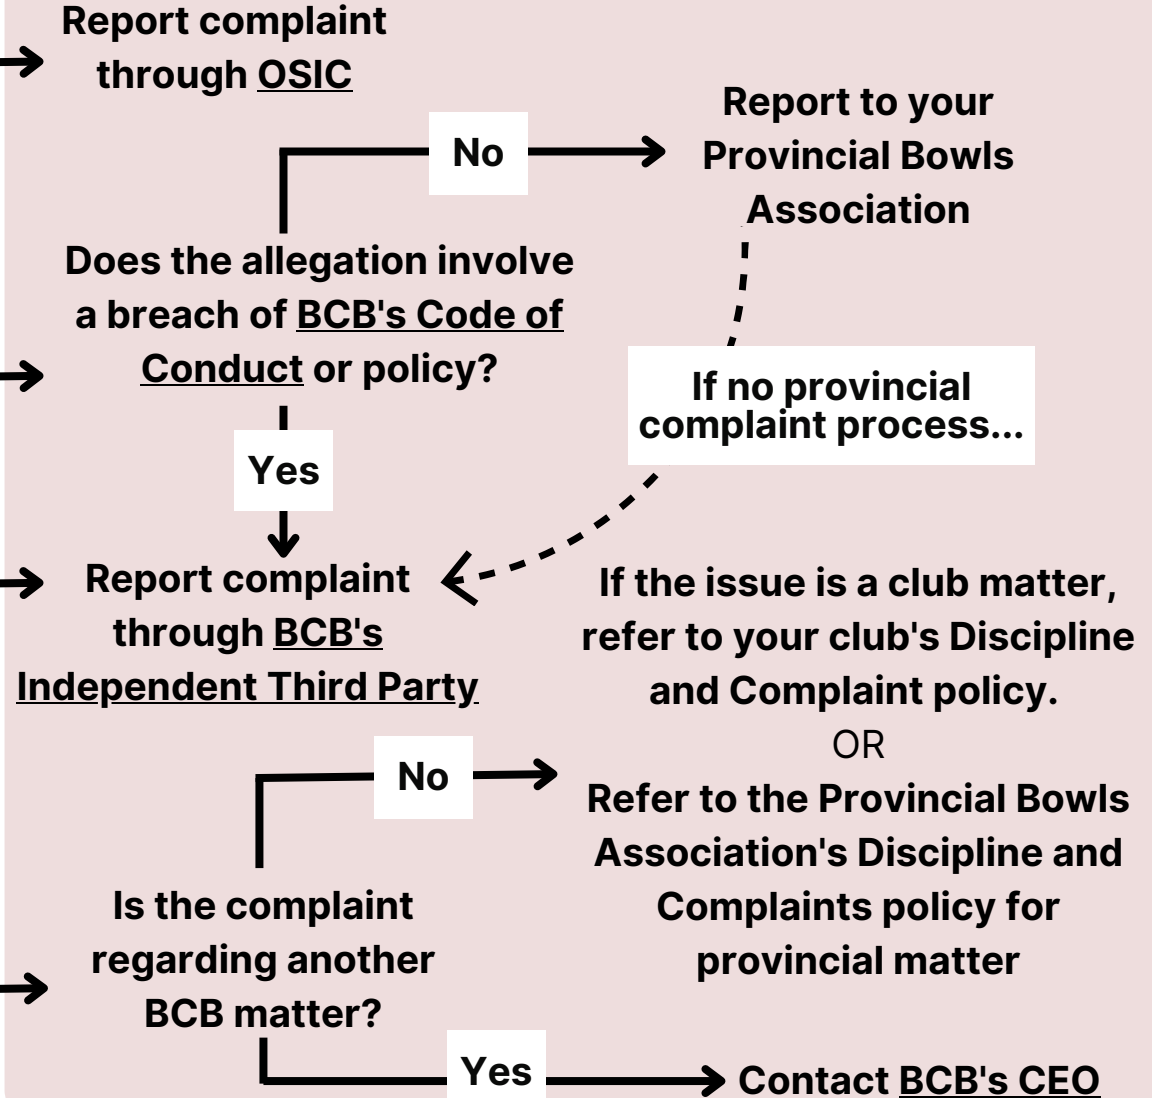 Report complaint
through OSIC
No
Report to your
Provincial Bowls
Association
Does the allegation involve
a breach of BCB's Code of
Conduct or policy?
If no provincial
complaint process...
Yes
Report complaint
through BCB's
Independent Third Party
If the issue is a club matter,
refer to your club's Discipline
and Complaint policy.
OR
Refer to the Provincial Bowls
Association's Discipline and
Complaints policy for
provincial matter
No
Is the complaint
regarding another
BCB matter?
Yes
Contact BCB's CEO